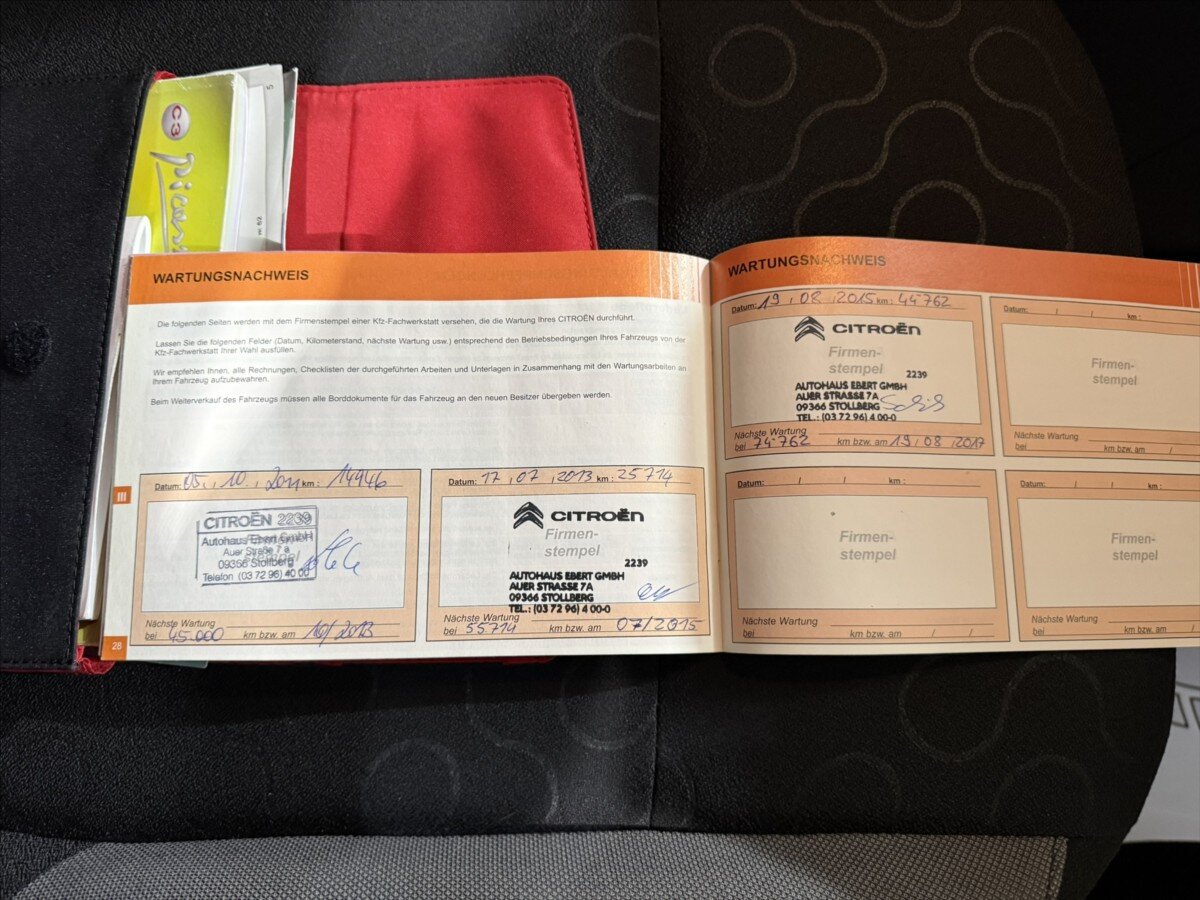 C3
Picas
5
w. 62
WARTUNGSNACHWEIS
Die folgenden Seiten werden mit dem Firmenstempel einer Kfz-Fachwerkstatt versehen, die die Wartung Ihres CITROËN durchführt.
Lassen Sie die folgenden Felder (Datum, Kilometerstand, nächste Wartung usw.) entsprechend den Betriebsbedingungen Ihres Fahrzeugs von der
Kfz-Fachwerkstatt Ihrer Wahl ausfüllen.
Wir empfehlen Ihnen, alle Rechnungen, Checklisten der durchgeführten Arbeiten und Unterlagen in Zusammenhang mit den Wartungsarbeiten an
Ihrem Fahrzeug aufzubewahren.
Beim Weiterverkauf des Fahrzeugs müssen alle Borddokumente für das Fahrzeug an den neuen Besitzer übergeben werden.
III
Datum: 05. 10. 2011 km: 14946
CITROËN 2239
Autohaus Ebert GmbH
Auer Straße 7 a
09366 Stollberg
Telefon (03 72 96) 40 00
Nächste Wartung
bei 45.000 km bzw. am 10/2013
28
Datum: 17, 07, 2013 km: 25714
CITROËN
Firmen-
stempel
2239
AUTOHAUS EBERT GMBH
AUER STRASSE 7A
09366 STOLLBERG
TEL.: (03 72 96) 4 00-0
Nächste Wartung
bei 55714 km bzw. am 07/2015
WARTUNGSNACHWEIS
Datum: 19, 08, 2015 km: 44762
CITROËN
Firmen-
stempel
2239
AUTOHAUS EBERT GMBH
AUER STRASSE 7A
09366 STOLLBERG
TEL.: (03 72 96) 4 00-0
Nächste Wartung
bei 74762 km bzw. am 19, 08, 2017
Datum: / / km :
Firmen-
stempel
Nächste Wartung
bei km bzw. am /
Datum: / / km :
Firmen-
stempel
Nächste Wartung
bei km bzw. am / /
Datum: / / km :
Firmen-
stempel
Nächste Wartung
bei km bzw. am /